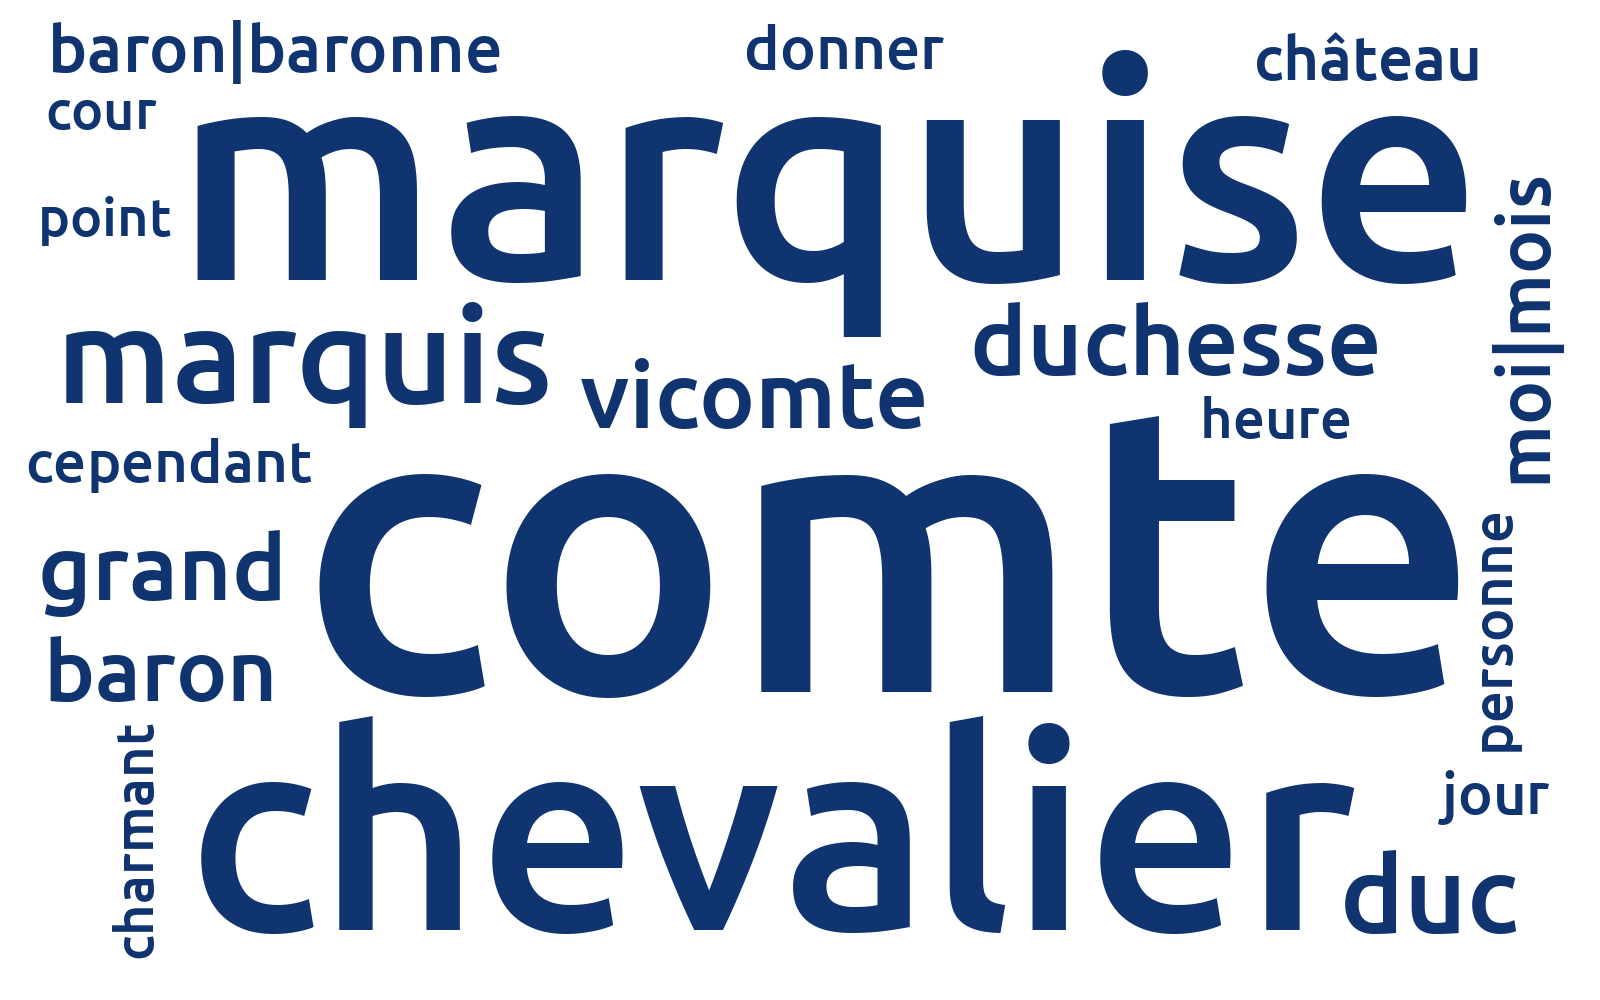 baron|baronne
donner
château
cour
marquise
point
moi|mois
marquis
duchesse
vicomte
heure
cependant
comte
grand
personne
baron
chevalier
charmant
jour
duc